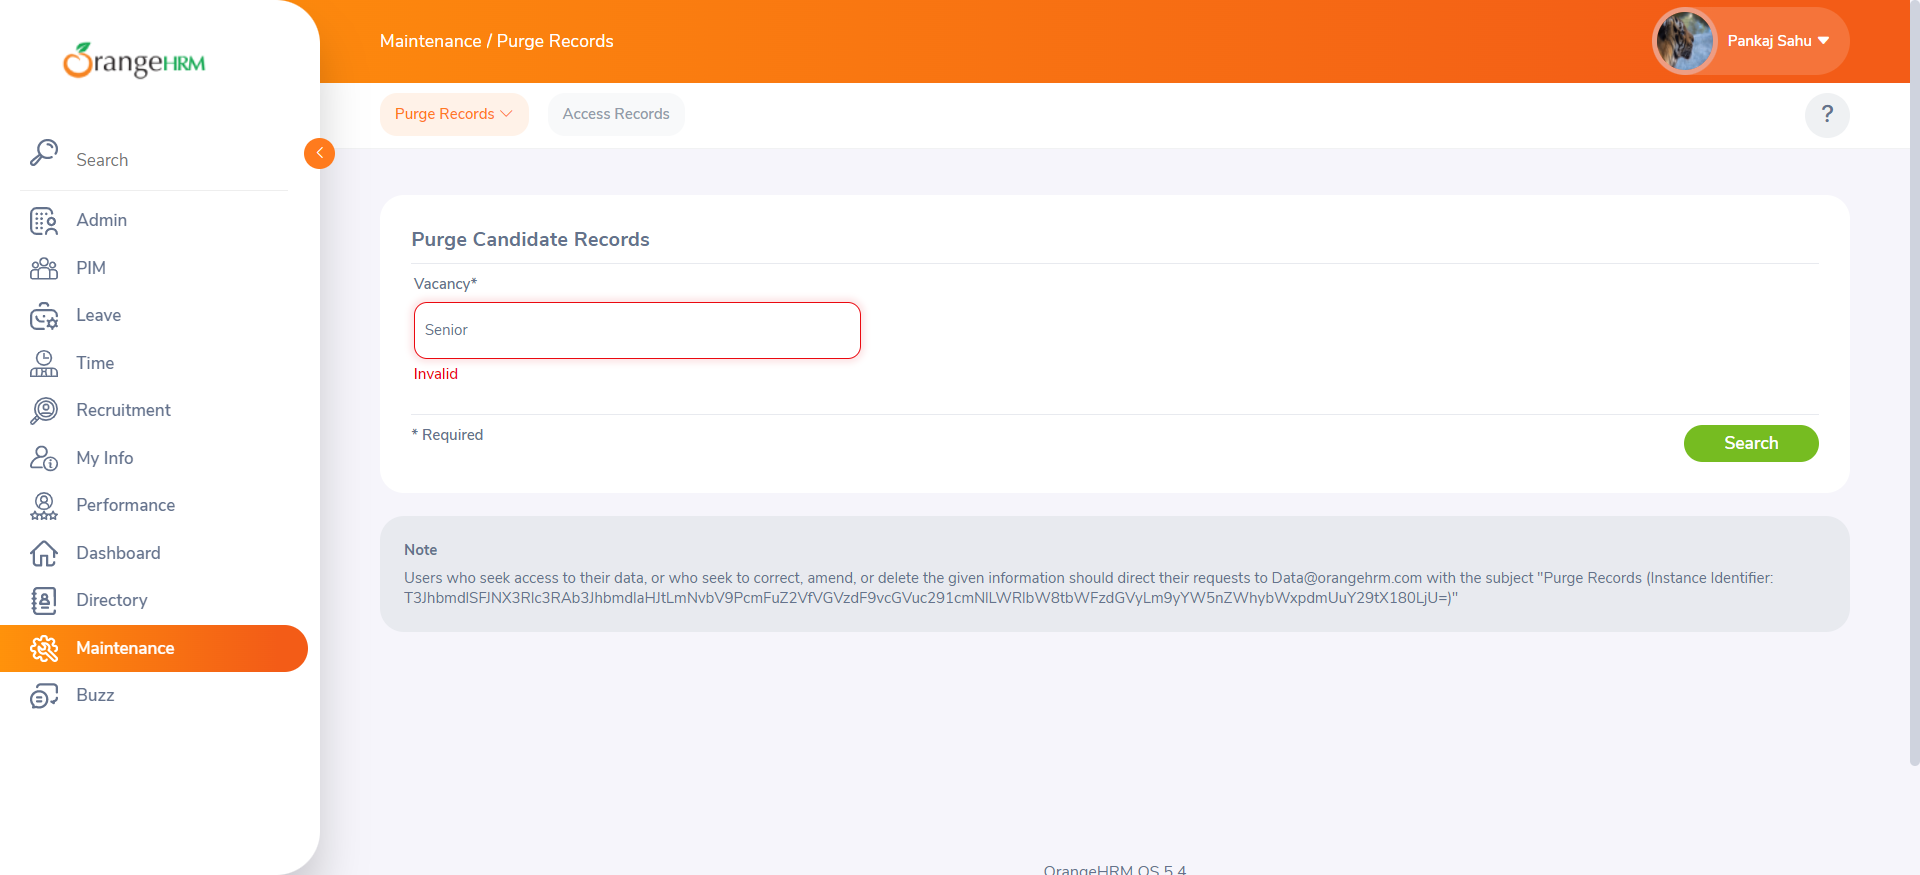 OrangeHRM
Search
Admin
PIM
Leave
Time
Recruitment
My Info
Performance
Dashboard
Directory
Maintenance
Buzz
Maintenance / Purge Records
Pankaj Sahu
Purge Records
Access Records
?
Purge Candidate Records
Vacancy*
Senior
Invalid
* Required
Search
Note
Users who seek access to their data, or who seek to correct, amend, or delete the given information should direct their requests to Data@orangehrm.com with the subject "Purge Records (Instance Identifier:
T3JhbmdlSFJNX3Rlc3RAb3JhbmdlaHJtLmNvbV9PcmFuZ2VfVGVzdF9vcGVuc291cmNlLWRlbW8tbWFzdGVyLm9yYW5nZWhybWxpdmUuY29tX180LjU=)"
OrangeHRM OS 5.4